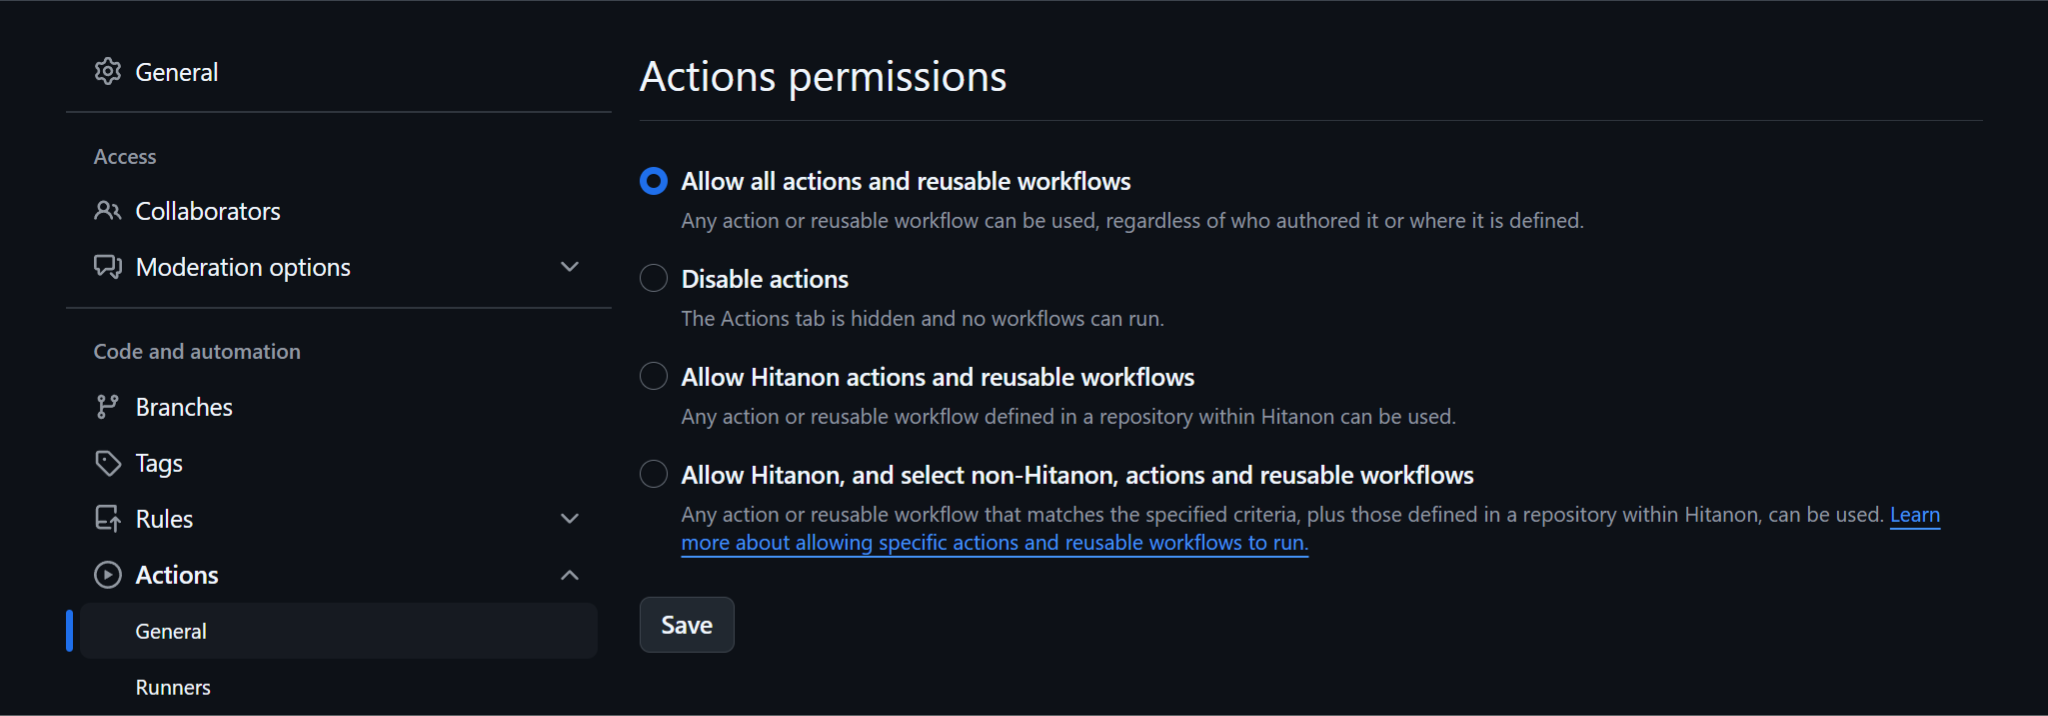 General
Access
Collaborators
Moderation options
Code and automation
Branches
Tags
Rules
Actions
General
Runners
Actions permissions
Allow all actions and reusable workflows
Any action or reusable workflow can be used, regardless of who authored it or where it is defined.
Disable actions
The Actions tab is hidden and no workflows can run.
Allow Hitanon actions and reusable workflows
Any action or reusable workflow defined in a repository within Hitanon can be used.
Allow Hitanon, and select non-Hitanon, actions and reusable workflows
Any action or reusable workflow that matches the specified criteria, plus those defined in a repository within Hitanon, can be used. Learn
more about allowing specific actions and reusable workflows to run.
Save